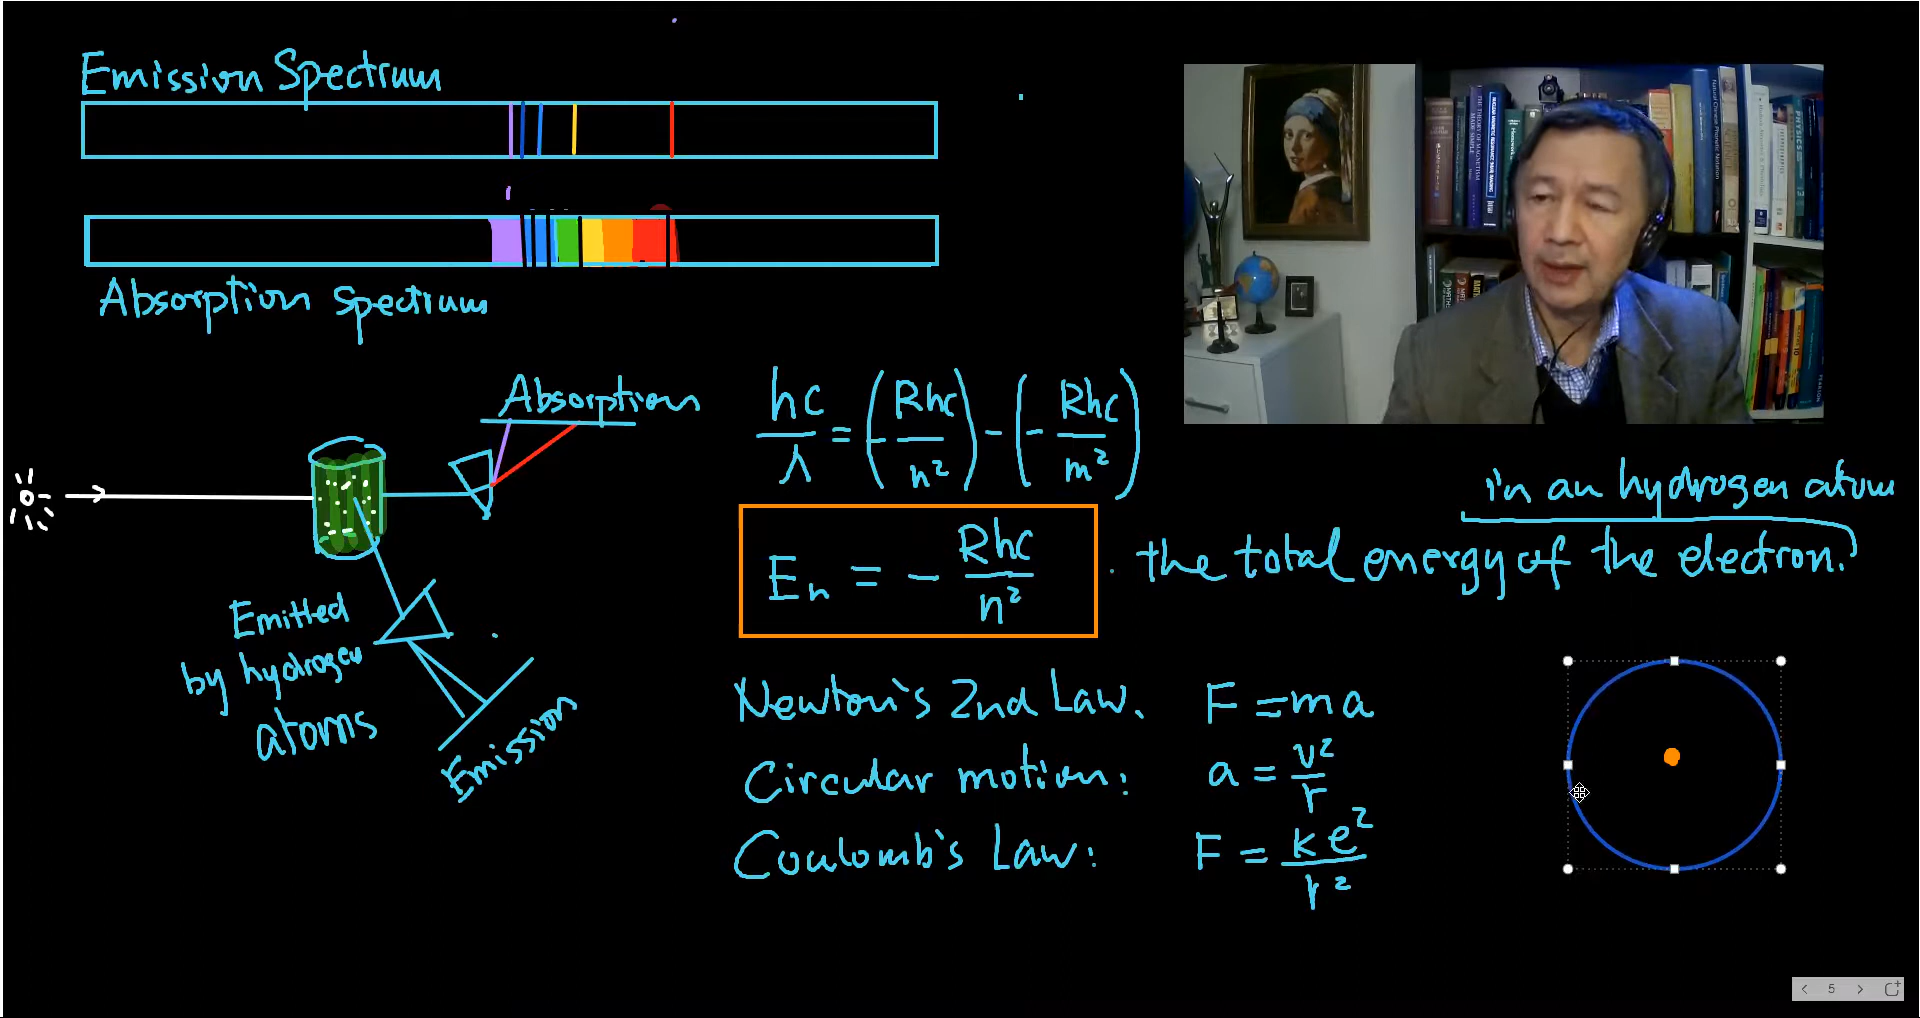 Emission Spectrum
Absorption Spectrum
Absorption
Emitted
by hydrogen
atoms
Emission
hc/λ = (-Rhc/n²) - (-Rhc/m²)
in an hydrogen atom
En = - Rhc/n² . the total energy of the electron.
Newton's 2nd Law. F = ma
Circular motion: a = v²/r
Coulomb's Law: F = ke²/r²
5